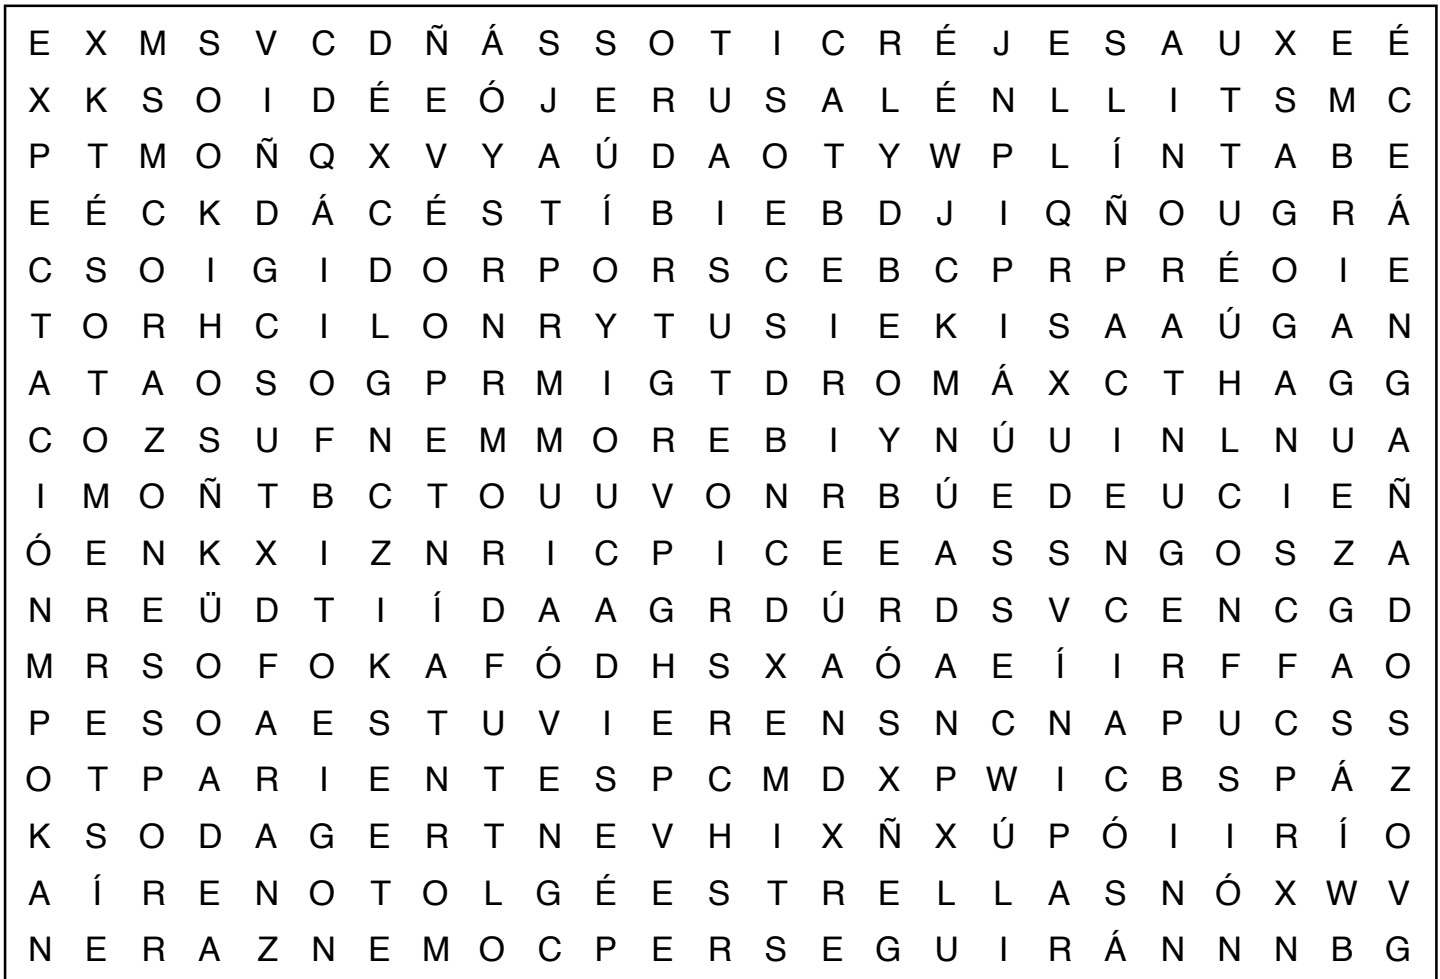 E X M S V C D Ñ Á S S O T I C R É J E S A U X E É
X K S O I D É E Ó J E R U S A L É N L L I T S M C
P T M O Ñ Q X V Y A Ú D A O T Y W P L Í N T A B E
E É C K D Á C É S T Í B I E B D J I Q Ñ O U G R Á
C S O I G I D O R P O R S C E B C P R P R É O I E
T O R H C I L O N R Y T U S I E K I S A A Ú G A N
A T A O S O G P R M I G T D R O M Á X C T H A G G
C O Z S U F N E M M O R E B I Y N Ú U I N L N U A
I M O Ñ T B C T O U U V O N R B Ú E D E U C I E Ñ
Ó E N K X I Z N R I C P I C E E A S S N G O S Z A
N R E Ü D T I Í D A A G R D Ú R D S V C E N C G D
M R S O F O K A F Ó D H S X A Ó A E Í I R F F A O
P E S O A E S T U V I E R E N S N C N A P U C S S
O T P A R I E N T E S P C M D X P W I C B S P Á Z
K S O D A G E R T N E V H I X Ñ X Ú P Ó I I R Í O
A Í R E N O T O L G É E S T R E L L A S N Ó X W V
N E R A Z N E M O C P E R S E G U I R Á N N N B G